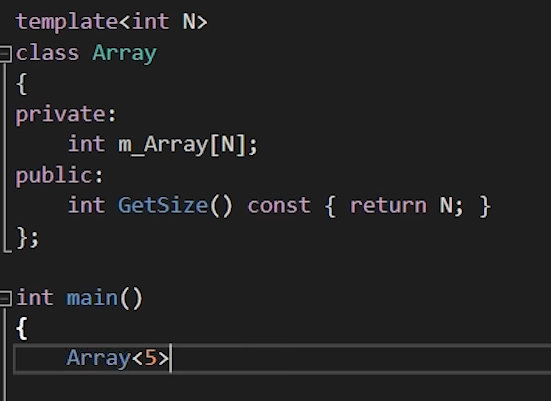 template<int N>
class Array
{
private:
    int m_Array[N];
public:
    int GetSize() const { return N; }
};

int main()
{
    Array<5>